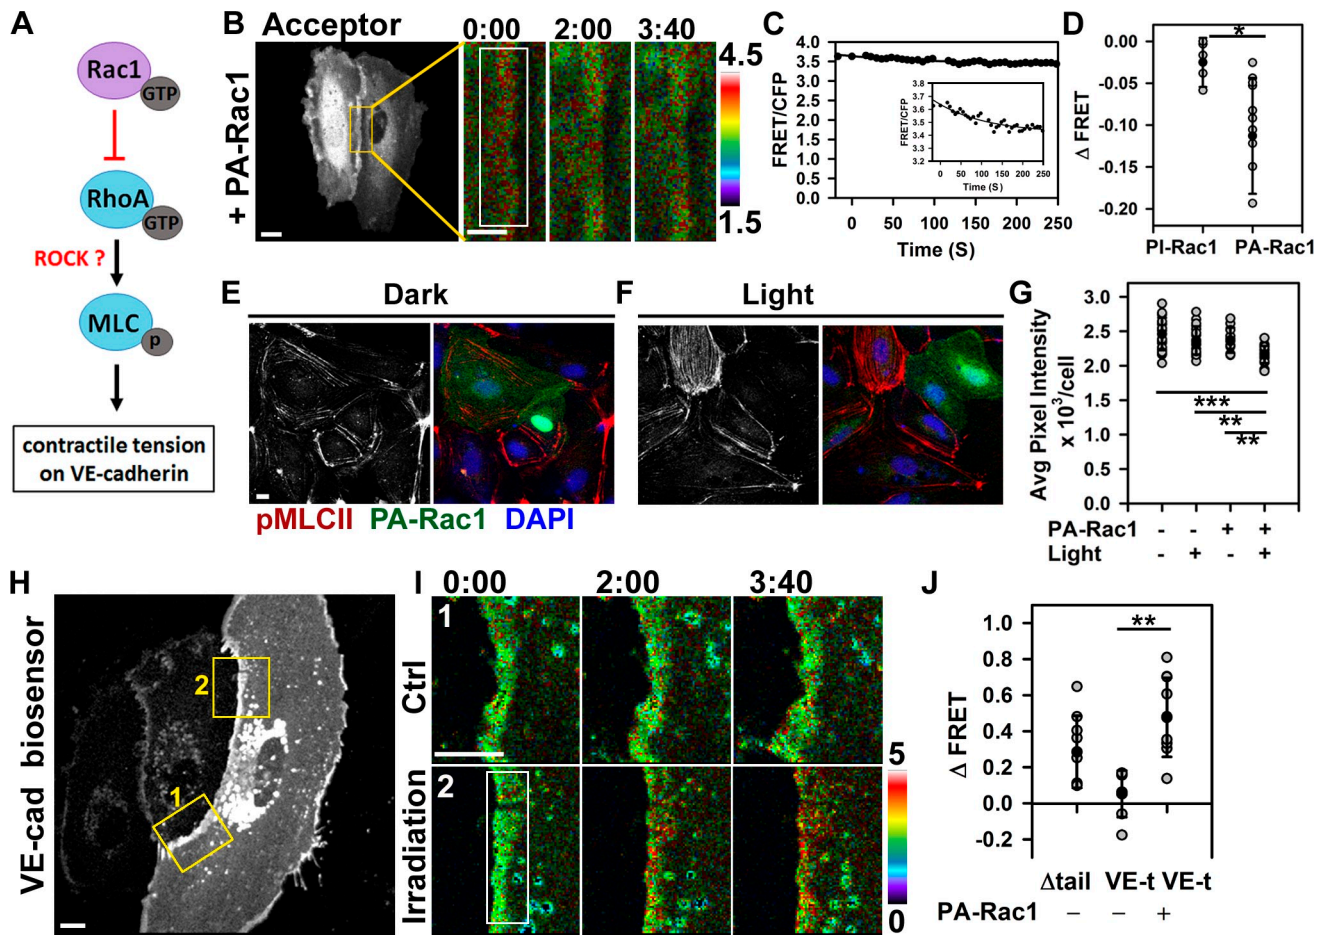 A
Rac1
GTP
RhoA
GTP
ROCK ?
MLC
p
contractile tension
on VE-cadherin
B
Acceptor
0:00
2:00
3:40
+ PA-Rac1
4.5
1.5
C
4.0
3.5
3.0
2.5
2.0
1.5
1.0
0.5
0.0
FRET/CFP
0
50
100
150
200
250
Time (S)
3.8
3.6
3.4
3.2
FRET/CFP
0
50
100
150
200
250
Time (S)
D
*
0.00
-0.05
-0.10
-0.15
-0.20
Δ FRET
PI-Rac1
PA-Rac1
E
Dark
F
Light
pMLCII PA-Rac1 DAPI
G
3.0
2.5
2.0
1.5
1.0
0.5
0.0
Avg Pixel Intensity
x 10³/cell
***
**
**
PA-Rac1 - - + +
Light - + - +
H
VE-cad biosensor
2
1
I
0:00
2:00
3:40
1
Ctrl
2
Irradiation
5
0
J
**
1.0
0.8
0.6
0.4
0.2
0.0
-0.2
Δ FRET
Δtail VE-t VE-t
PA-Rac1 − − +